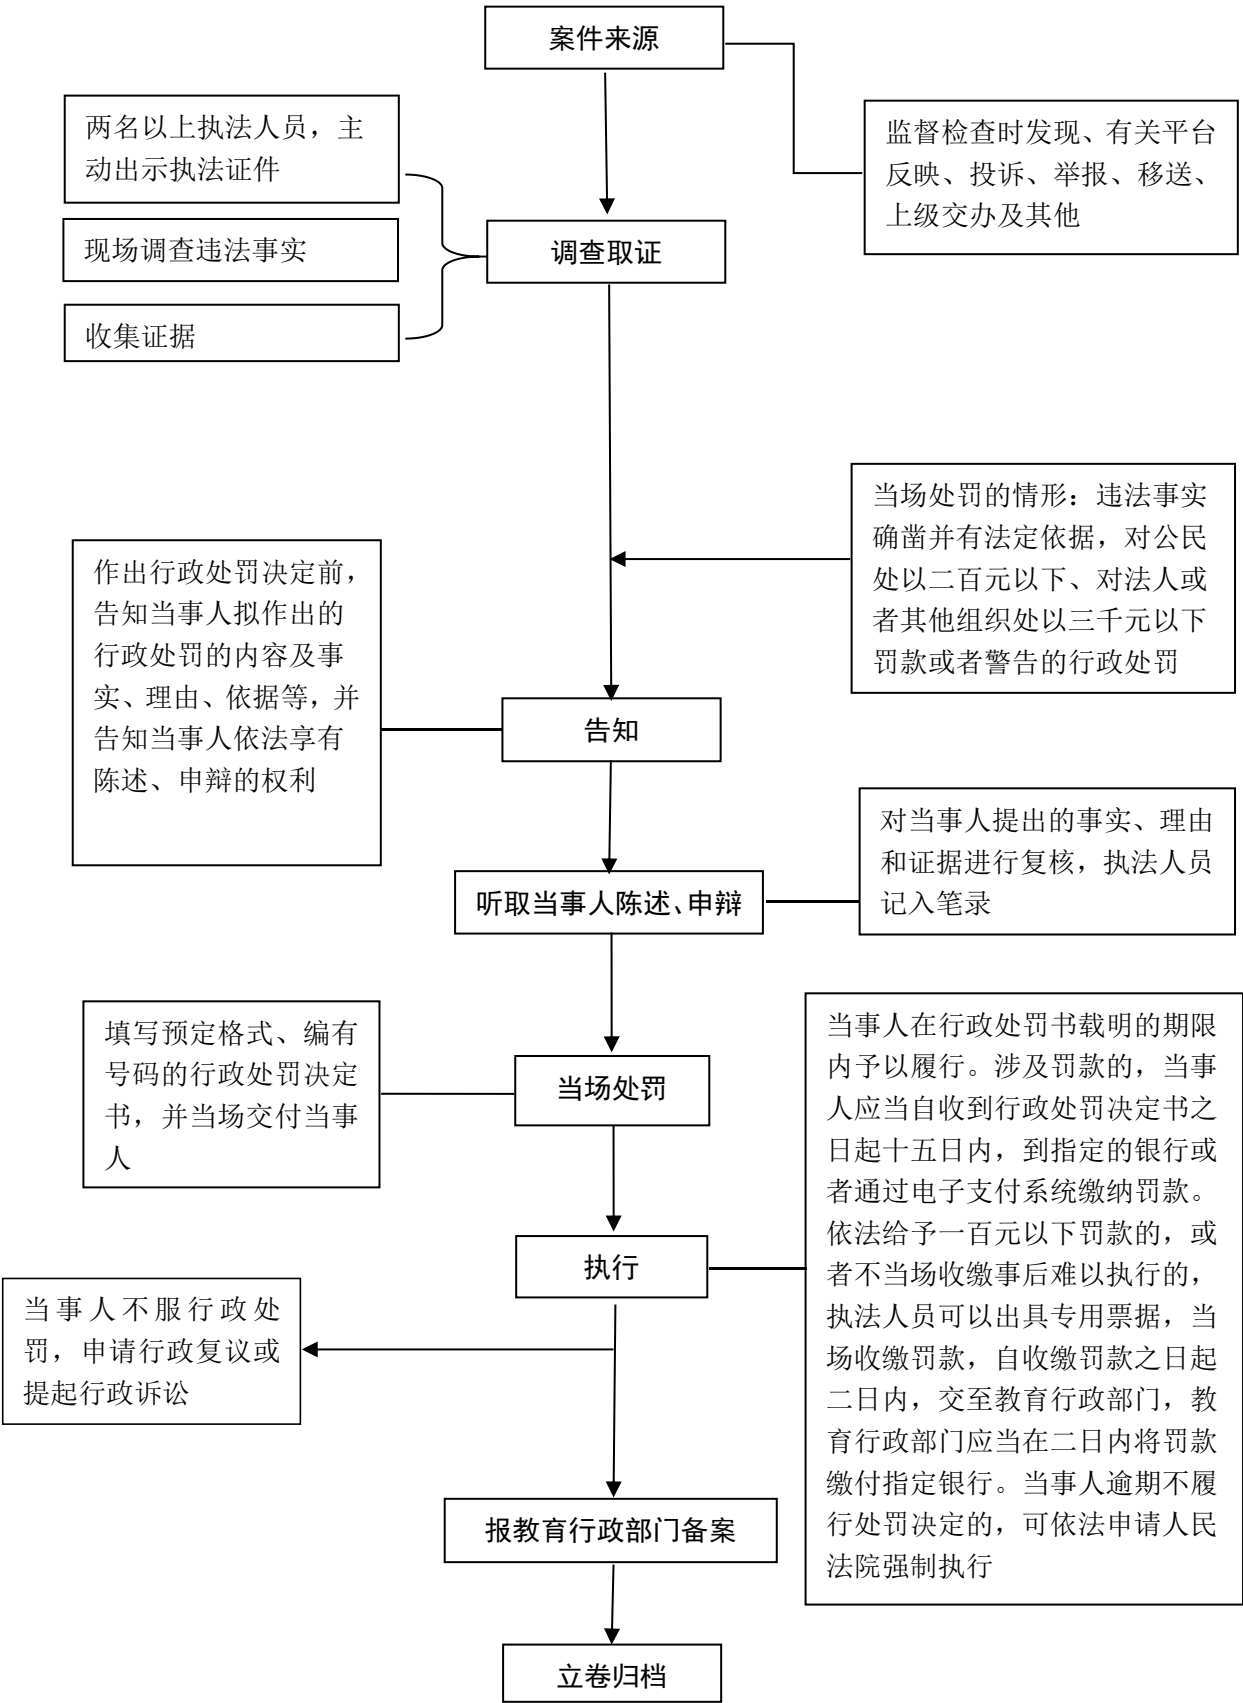 案件来源
两名以上执法人员，主
动出示执法证件
监督检查时发现、有关平台
反映、投诉、举报、移送、
上级交办及其他
现场调查违法事实
调查取证
收集证据
当场处罚的情形：违法事实
确凿并有法定依据，对公民
处以二百元以下、对法人或
者其他组织处以三千元以下
罚款或者警告的行政处罚
作出行政处罚决定前，
告知当事人拟作出的
行政处罚的内容及事
实、理由、依据等，并
告知当事人依法享有
陈述、申辩的权利
告知
对当事人提出的事实、理由
和证据进行复核，执法人员
记入笔录
听取当事人陈述、申辩
填写预定格式、编有
号码的行政处罚决定
书，并当场交付当事
人
当场处罚
当事人在行政处罚书载明的期限
内予以履行。涉及罚款的，当事
人应当自收到行政处罚决定书之
日起十五日内，到指定的银行或
者通过电子支付系统缴纳罚款。
依法给予一百元以下罚款的，或
者不当场收缴事后难以执行的，
执法人员可以出具专用票据，当
场收缴罚款，自收缴罚款之日起
二日内，交至教育行政部门，教
育行政部门应当在二日内将罚款
缴付指定银行。当事人逾期不履
行处罚决定的，可依法申请人民
法院强制执行
执行
当事人不服行政处
罚，申请行政复议或
提起行政诉讼
报教育行政部门备案
立卷归档